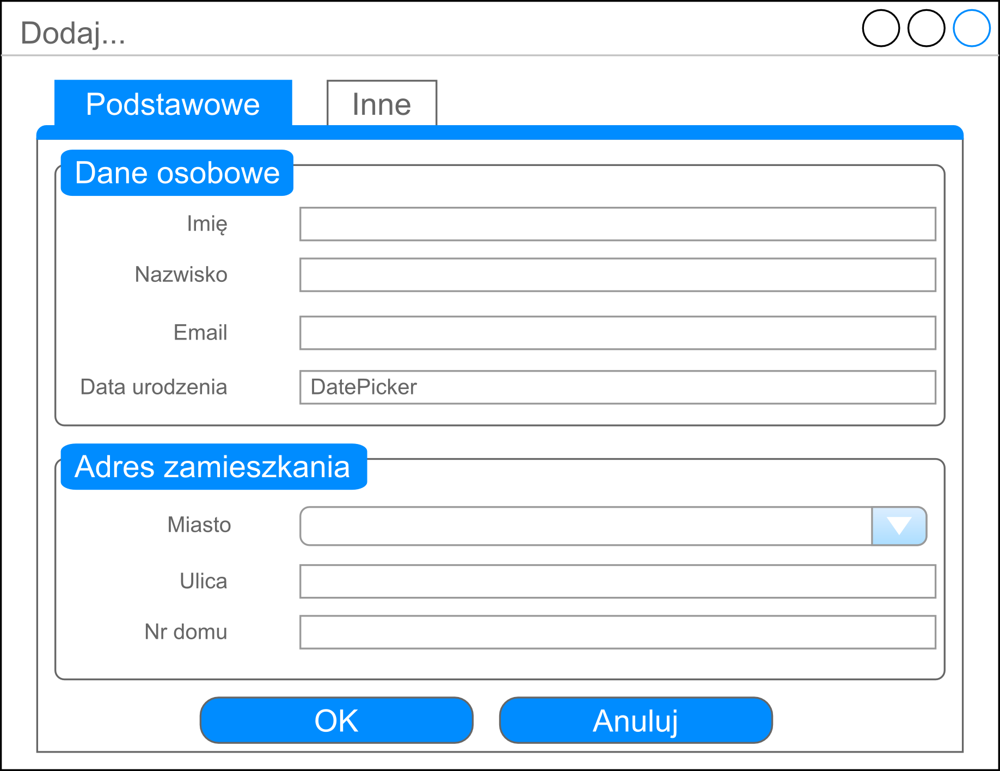 Dodaj...
Podstawowe
Inne
Dane osobowe
Imię
Nazwisko
Email
Data urodzenia
DatePicker
Adres zamieszkania
Miasto
Ulica
Nr domu
OK
Anuluj